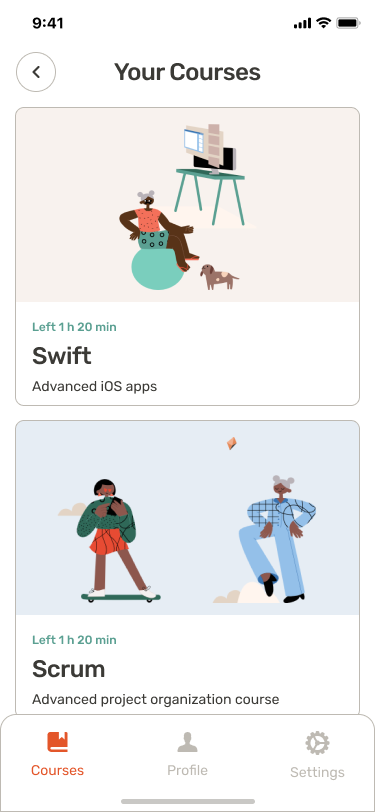 9:41
Your Courses
Left 1 h 20 min
Swift
Advanced iOS apps
Left 1 h 20 min
Scrum
Advanced project organization course
Courses
Profile
Settings